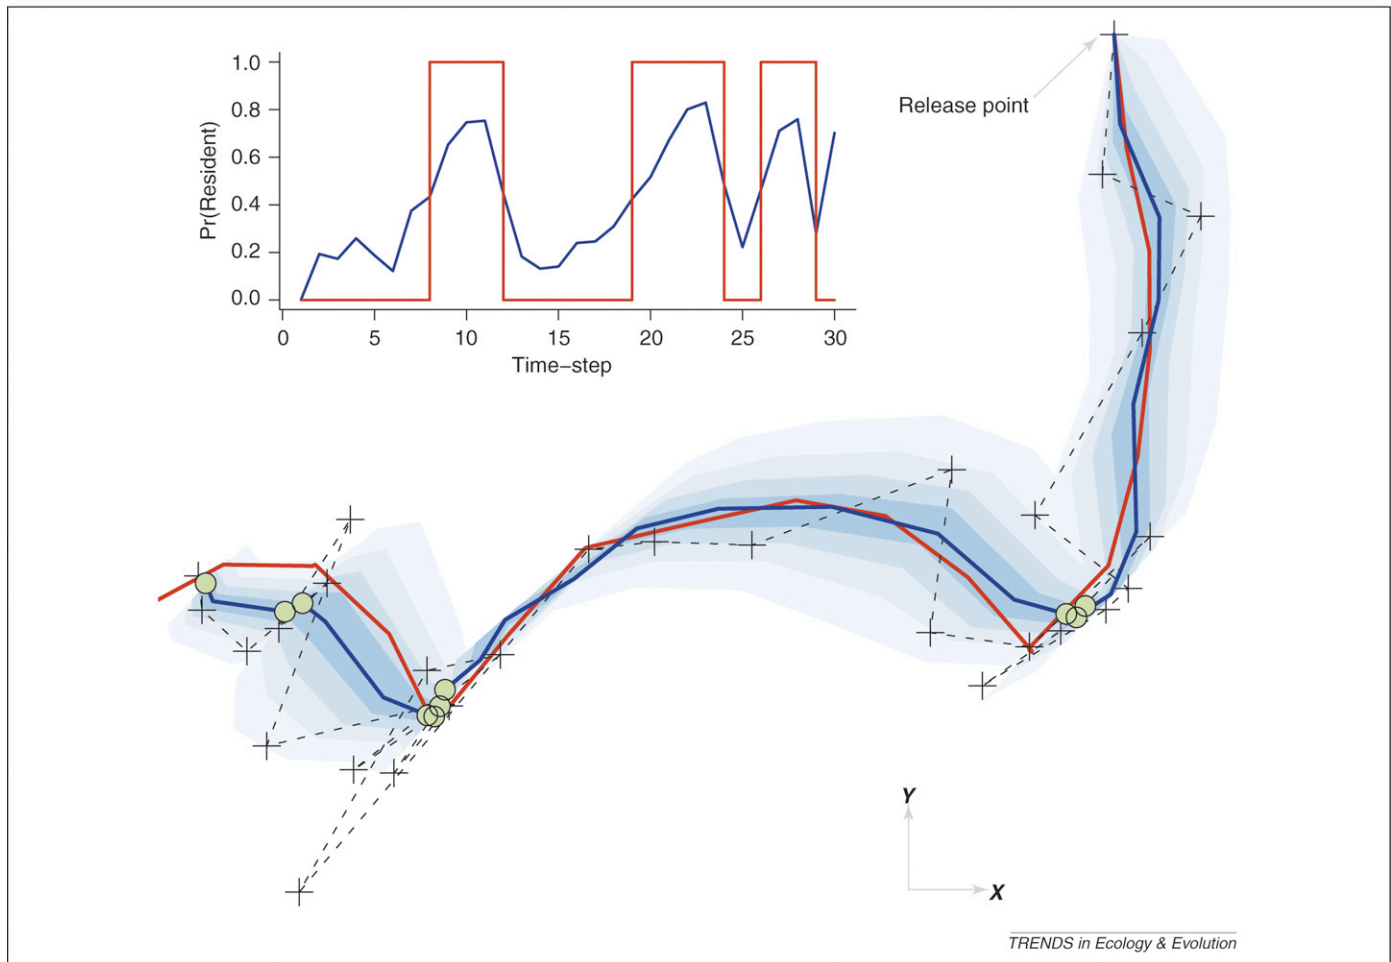 1.0
0.8
0.6
0.4
0.2
0.0
Pr(Resident)
0 5 10 15 20 25 30
Time–step
Release point
Y
X
TRENDS in Ecology & Evolution